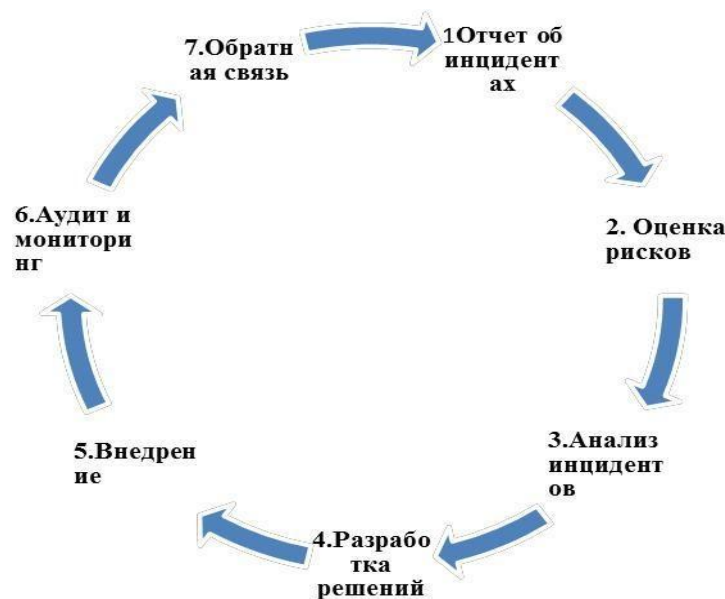 1Отчет об
инцидент
ах
2. Оценка
рисков
3.Анализ
инцидент
ов
4.Разрабо
тка
решений
5.Внедрен
ие
6.Аудит и
монитори
нг
7.Обратн
ая связь